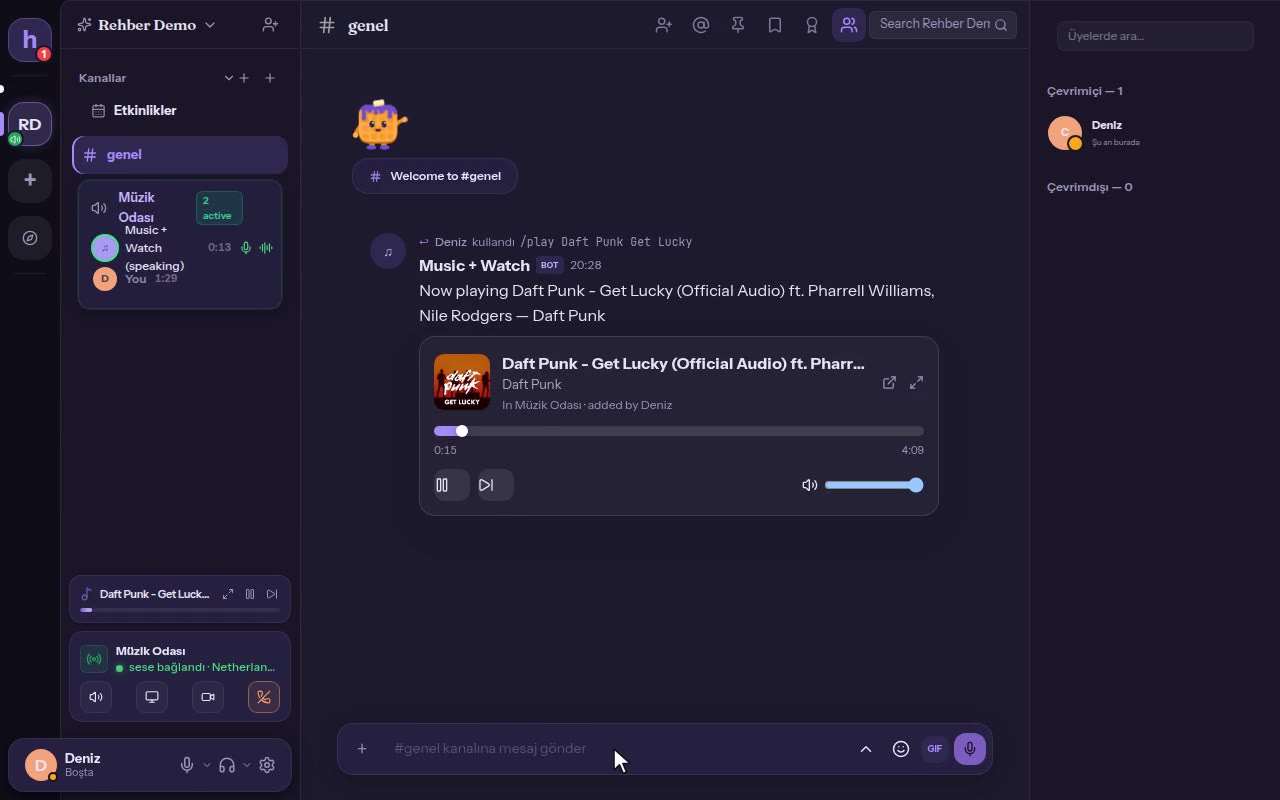 h
1
RD
+
Rehber Demo
Kanallar
Etkinlikler
genel
Müzik Odası
2 active
Music + Watch (speaking)
0:13
D
You 1:29
Daft Punk - Get Luck...
Müzik Odası
sese bağlandı · Netherlan...
D
Deniz
Boşta
# genel
Search Rehber Den
# Welcome to #genel
Deniz kullandı /play Daft Punk Get Lucky
Music + Watch BOT 20:28
Now playing Daft Punk - Get Lucky (Official Audio) ft. Pharrell Williams,
Nile Rodgers — Daft Punk
daft punk
GET LUCKY
Daft Punk - Get Lucky (Official Audio) ft. Pharr...
Daft Punk
In Müzik Odası · added by Deniz
0:15
4:09
+
#genel kanalına mesaj gönder
GIF
Üyelerde ara...
Çevrimiçi — 1
C
Deniz
Şu an burada
Çevrimdışı — 0